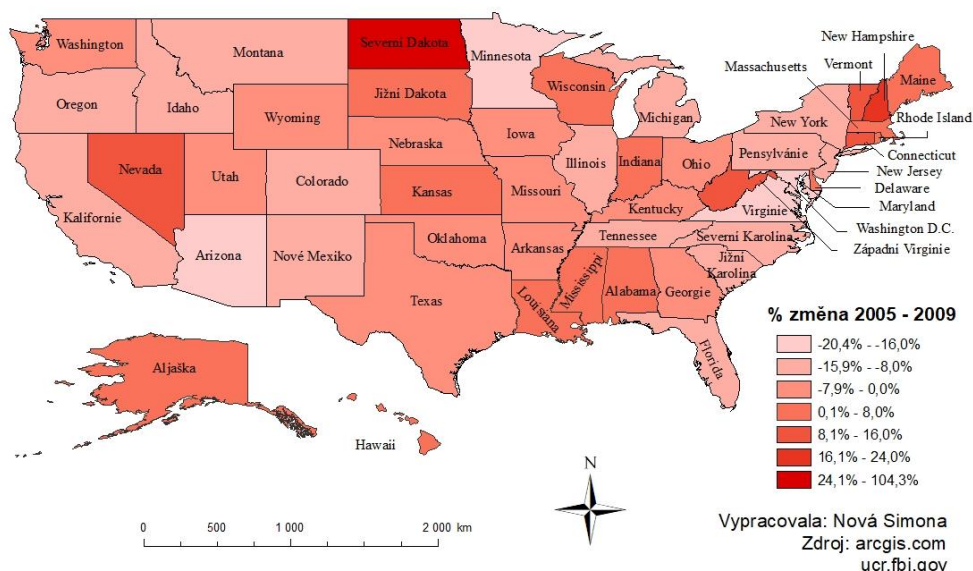 New Hampshire
Washington
Montana
Severní Dakota
Minnesota
Vermont
Massachusetts
Wisconsin
Maine
Oregon
Idaho
Jižní Dakota
Michigan
New York
Rhode Island
Wyoming
Iowa
Nebraska
Illinois
Indiana
Ohio
Pensylvánie
Connecticut
New Jersey
Delaware
Maryland
Nevada
Utah
Colorado
Kansas
Missouri
Kentucky
Virginie
Washington D.C.
Západní Virginie
Kalifornie
Arizona
Nové Mexiko
Oklahoma
Arkansas
Tennessee
Severní Karolina
Jižní
Karolina
Texas
Louisiana
Mississippi
Alabama
Georgie
Florida
Aljaška
Hawaii
% změna 2005 - 2009
-20,4% - -16,0%
-15,9% - -8,0%
-7,9% - 0,0%
0,1% - 8,0%
8,1% - 16,0%
16,1% - 24,0%
24,1% - 104,3%
N
0 500 1 000 2 000 km
Vypracovala: Nová Simona
Zdroj: arcgis.com
ucr.fbi.gov